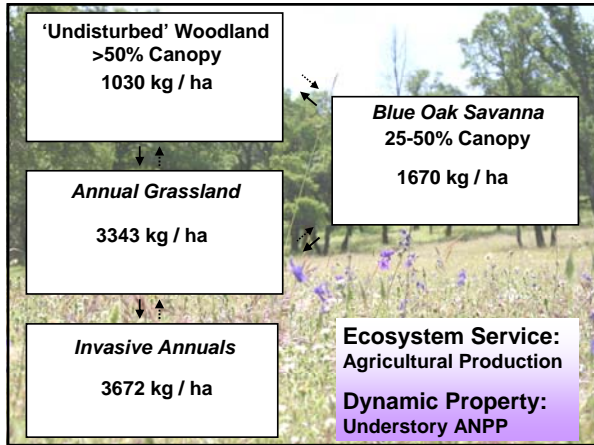 ‘Undisturbed’ Woodland
>50% Canopy
1030 kg / ha
Blue Oak Savanna
25-50% Canopy
1670 kg / ha
Annual Grassland
3343 kg / ha
Invasive Annuals
3672 kg / ha
Ecosystem Service:
Agricultural Production
Dynamic Property:
Understory ANPP